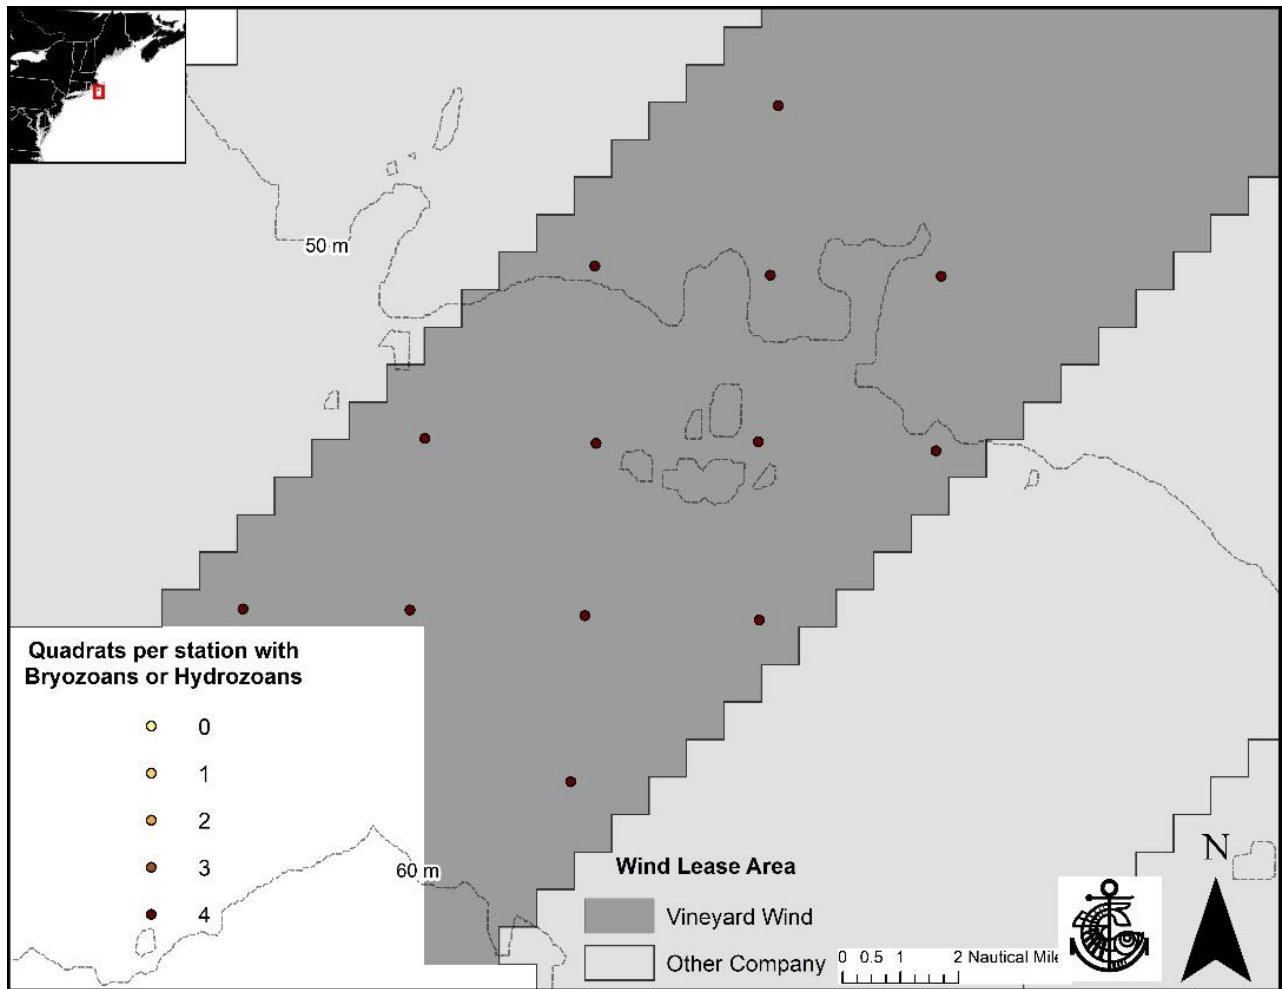 50 m
Quadrats per station with
Bryozoans or Hydrozoans
0
1
2
3
4
60 m
Wind Lease Area
Vineyard Wind
Other Company
0 0.5 1 2 Nautical Mile
N